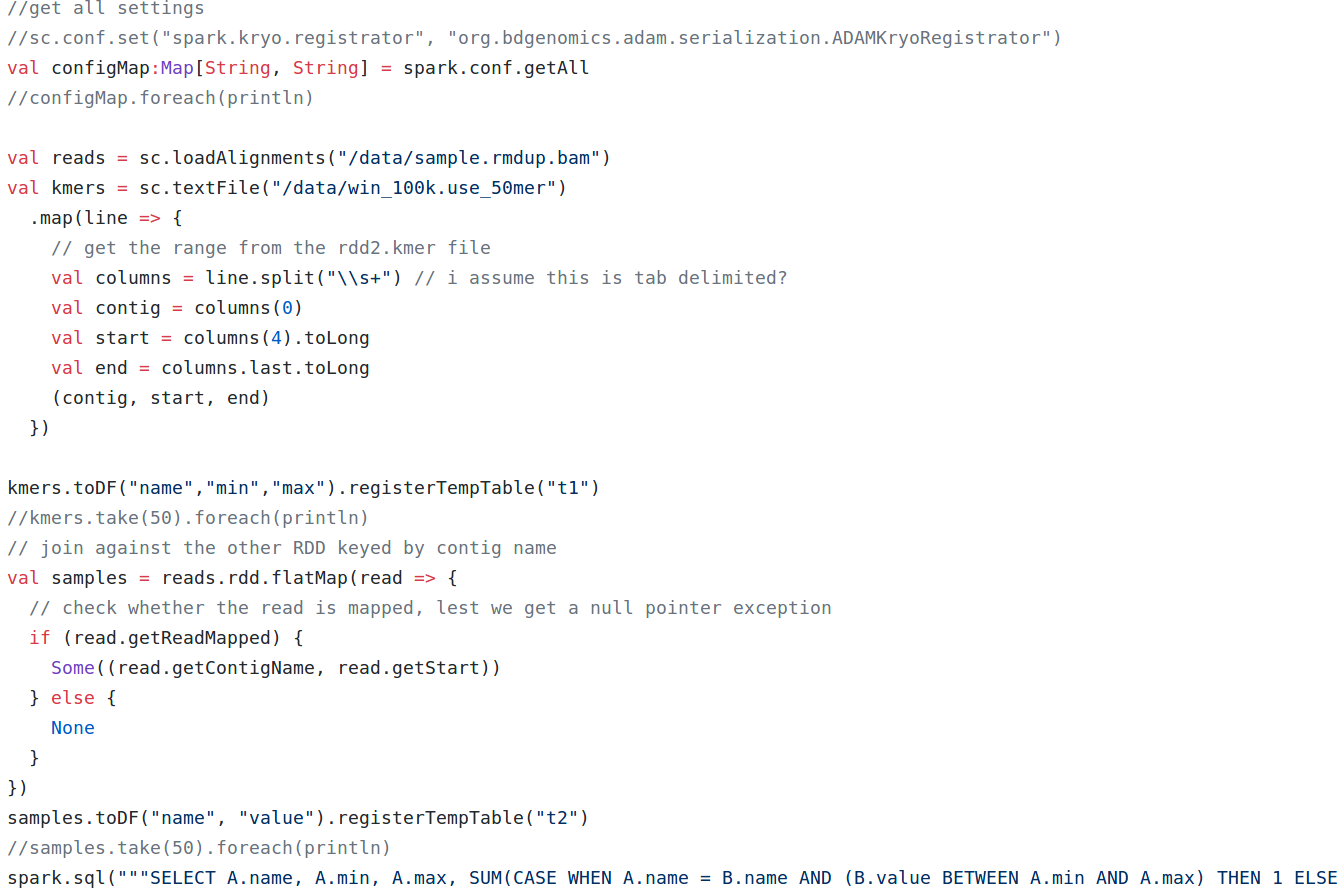 //get all settings
//sc.conf.set("spark.kryo.registrator", "org.bdgenomics.adam.serialization.ADAMKryoRegistrator")
val configMap:Map[String, String] = spark.conf.getAll
//configMap.foreach(println)

val reads = sc.loadAlignments("/data/sample.rmdup.bam")
val kmers = sc.textFile("/data/win_100k.use_50mer")
  .map(line => {
    // get the range from the rdd2.kmer file
    val columns = line.split("\\s+") // i assume this is tab delimited?
    val contig = columns(0)
    val start = columns(4).toLong
    val end = columns.last.toLong
    (contig, start, end)
  })

kmers.toDF("name","min","max").registerTempTable("t1")
//kmers.take(50).foreach(println)
// join against the other RDD keyed by contig name
val samples = reads.rdd.flatMap(read => {
  // check whether the read is mapped, lest we get a null pointer exception
  if (read.getReadMapped) {
    Some((read.getContigName, read.getStart))
  } else {
    None
  }
})
samples.toDF("name", "value").registerTempTable("t2")
//samples.take(50).foreach(println)
spark.sql("""SELECT A.name, A.min, A.max, SUM(CASE WHEN A.name = B.name AND (B.value BETWEEN A.min AND A.max) THEN 1 ELSE